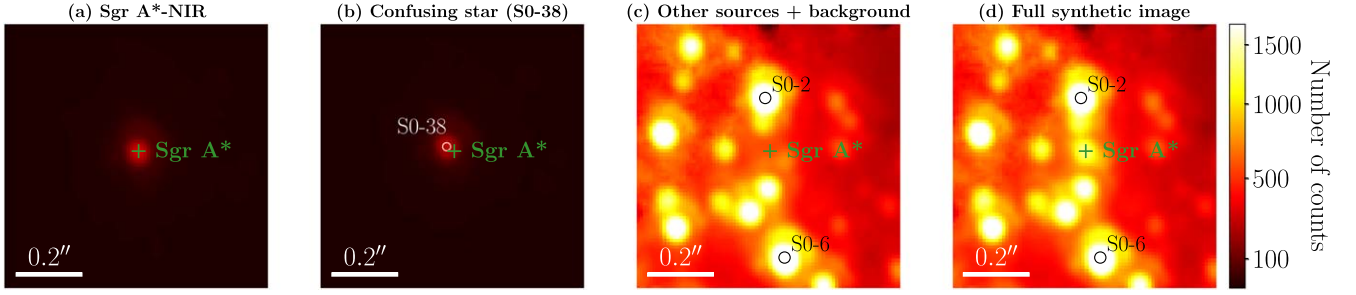 (a) Sgr A*-NIR
(b) Confusing star (S0-38)
(c) Other sources + background
(d) Full synthetic image
Sgr A*
0.2″
S0-38
Sgr A*
0.2″
S0-2
Sgr A*
S0-6
0.2″
S0-2
Sgr A*
S0-6
0.2″
1500
1000
500
100
Number of counts